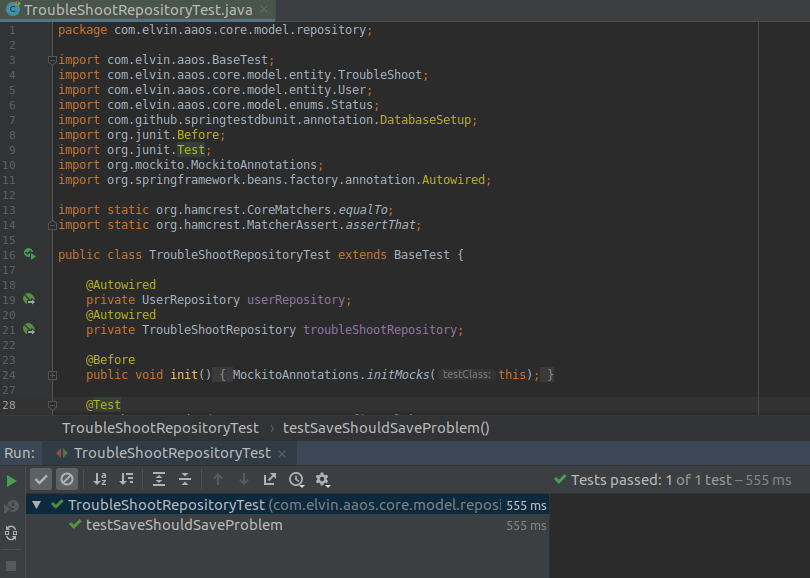 TroubleShootRepositoryTest.java
1 package com.elvin.aaos.core.model.repository;
2
3 import com.elvin.aaos.BaseTest;
4 import com.elvin.aaos.core.model.entity.TroubleShoot;
5 import com.elvin.aaos.core.model.entity.User;
6 import com.elvin.aaos.core.model.enums.Status;
7 import com.github.springtestdbunit.annotation.DatabaseSetup;
8 import org.junit.Before;
9 import org.junit.Test;
10 import org.mockito.MockitoAnnotations;
11 import org.springframework.beans.factory.annotation.Autowired;
12
13 import static org.hamcrest.CoreMatchers.equalTo;
14 import static org.hamcrest.MatcherAssert.assertThat;
15
16 public class TroubleShootRepositoryTest extends BaseTest {
17
18 @Autowired
19 private UserRepository userRepository;
20 @Autowired
21 private TroubleShootRepository troubleShootRepository;
22
23 @Before
24 public void init() { MockitoAnnotations.initMocks( testClass: this); }
27
28 @Test
TroubleShootRepositoryTest › testSaveShouldSaveProblem()
Run: TroubleShootRepositoryTest
Tests passed: 1 of 1 test – 555 ms
TroubleShootRepositoryTest (com.elvin.aaos.core.model.reposi 555 ms
testSaveShouldSaveProblem 555 ms